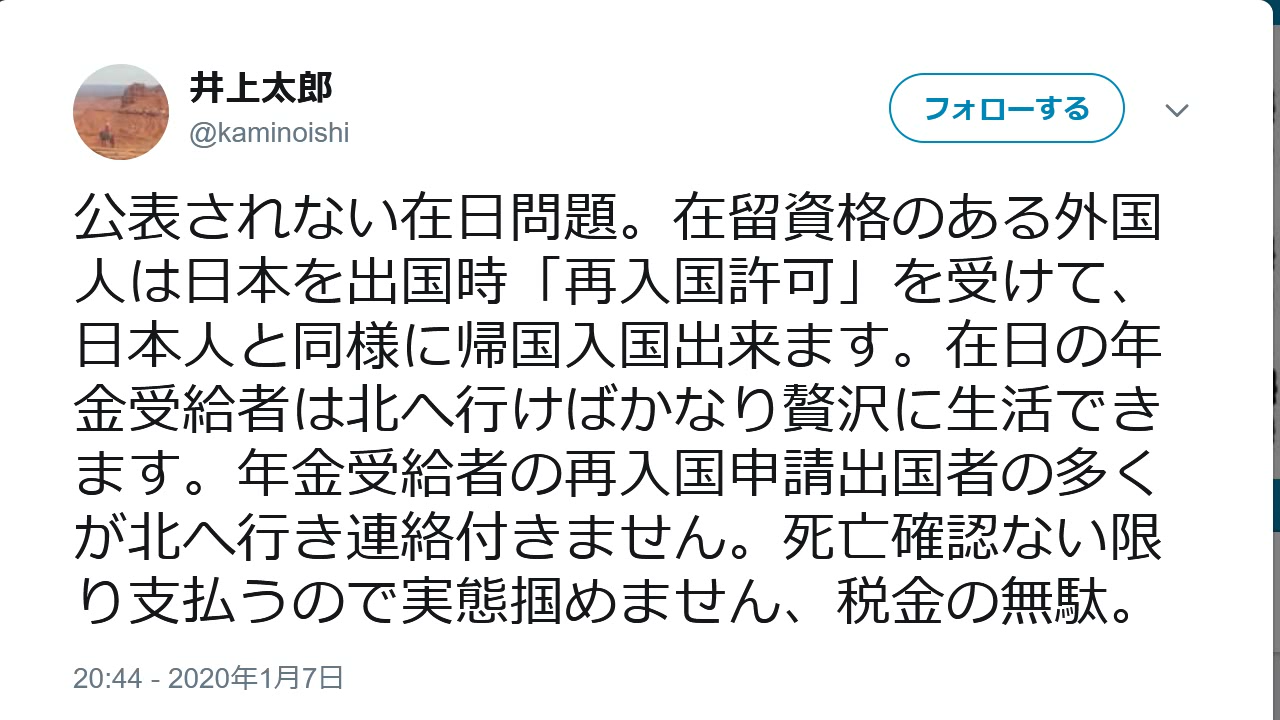 井上太郎
@kaminoishi
フォローする
公表されない在日問題。在留資格のある外国
人は日本を出国時「再入国許可」を受けて、
日本人と同様に帰国入国出来ます。在日の年
金受給者は北へ行けばかなり贅沢に生活でき
ます。年金受給者の再入国申請出国者の多く
が北へ行き連絡付きません。死亡確認ない限
り支払うので実態掴めません、税金の無駄。
20:44 - 2020年1月7日